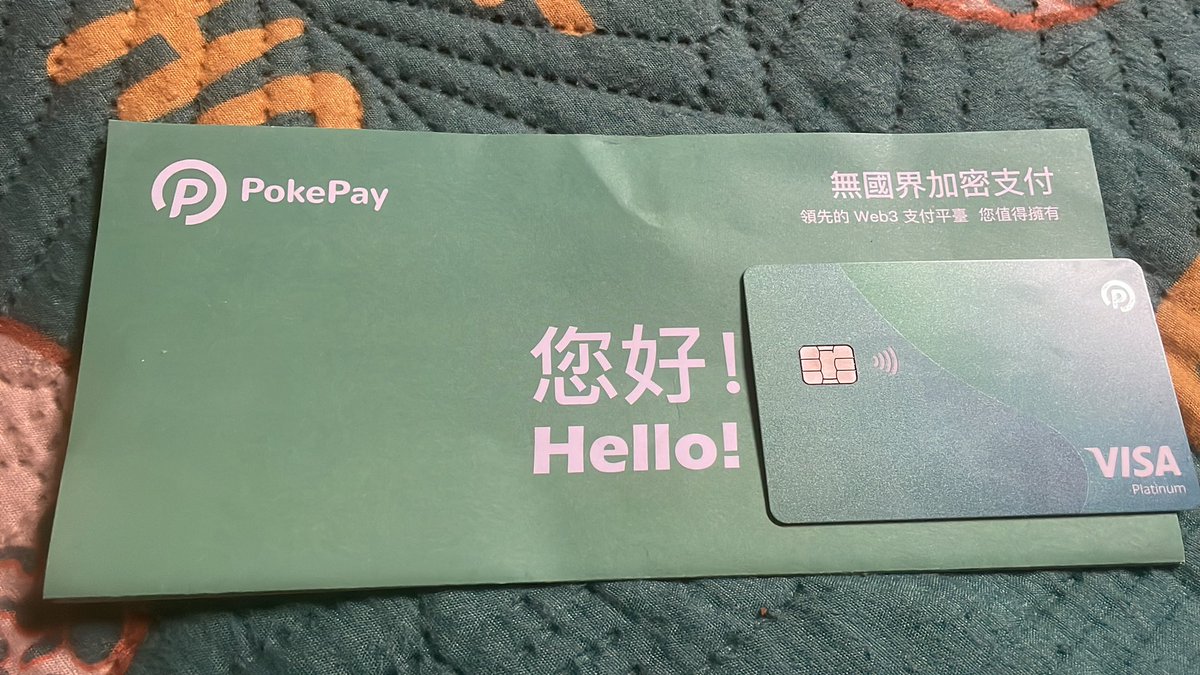 PokePay
無國界加密支付
領先的 Web3 支付平臺 您值得擁有
您好！
Hello!
VISA
Platinum